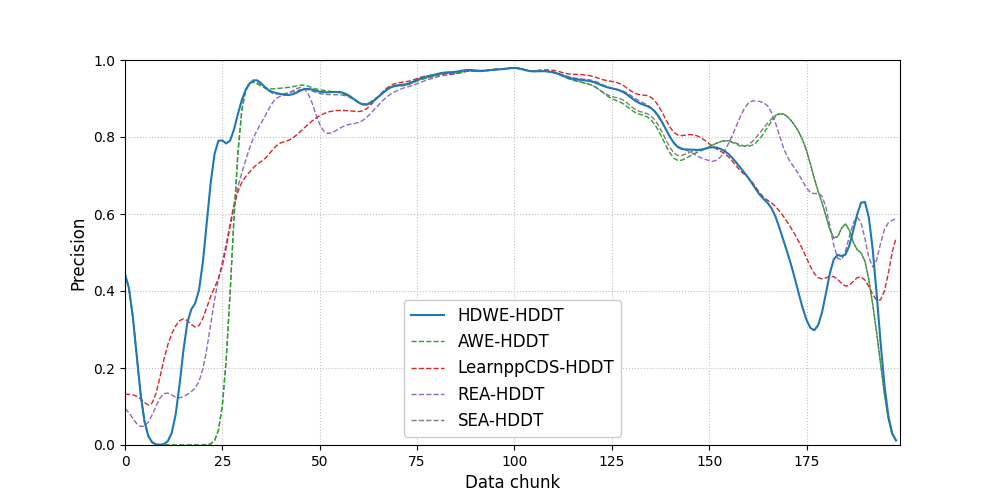 1.0
0.8
0.6
0.4
0.2
0.0
Precision
HDWE-HDDT
AWE-HDDT
LearnppCDS-HDDT
REA-HDDT
SEA-HDDT
0 25 50 75 100 125 150 175
Data chunk